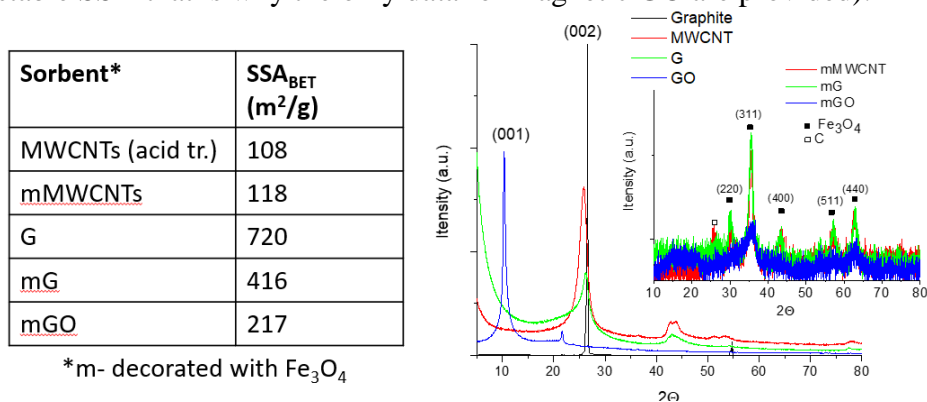 Sorbent* SSABET
(m²/g)
MWCNTs (acid tr.) 108
mMWCNTs 118
G 720
mG 416
mGO 217
*m- decorated with Fe3O4
(002)
(001)
Graphite
MWCNT
G
GO
Itensity (a.u.)
5 10 20 30 40 50 60 70 80
2Θ
mMWCNT
mG
mGO
Fe3O4
C
(311)
(220)
(400)
(511)
(440)
Itensity (a.u.)
10 20 30 40 50 60 70 80
2Θ